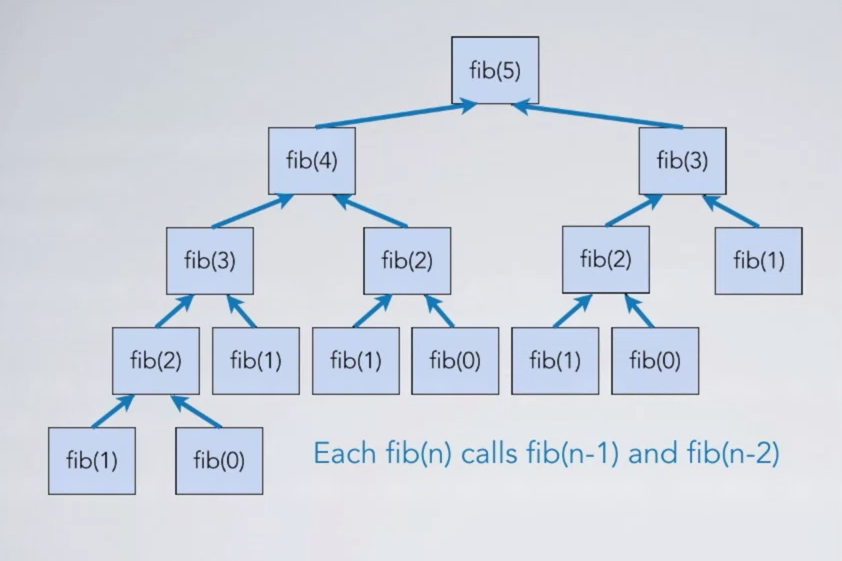 fib(5)
fib(4)
fib(3)
fib(3)
fib(2)
fib(2)
fib(1)
fib(2)
fib(1)
fib(1)
fib(0)
fib(1)
fib(0)
fib(1)
fib(0)
Each fib(n) calls fib(n-1) and fib(n-2)